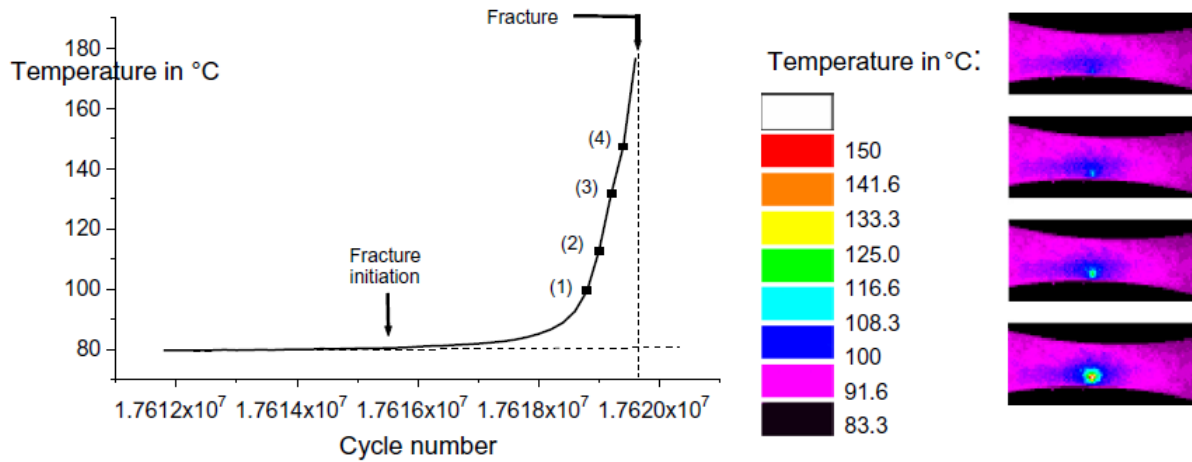 Fracture
180
Temperature in °C
160
140
120
100
80
(4)
(3)
(2)
(1)
Fracture
initiation
1.7612x10⁷ 1.7614x10⁷ 1.7616x10⁷ 1.7618x10⁷ 1.7620x10⁷
Cycle number
Temperature in °C:
150
141.6
133.3
125.0
116.6
108.3
100
91.6
83.3